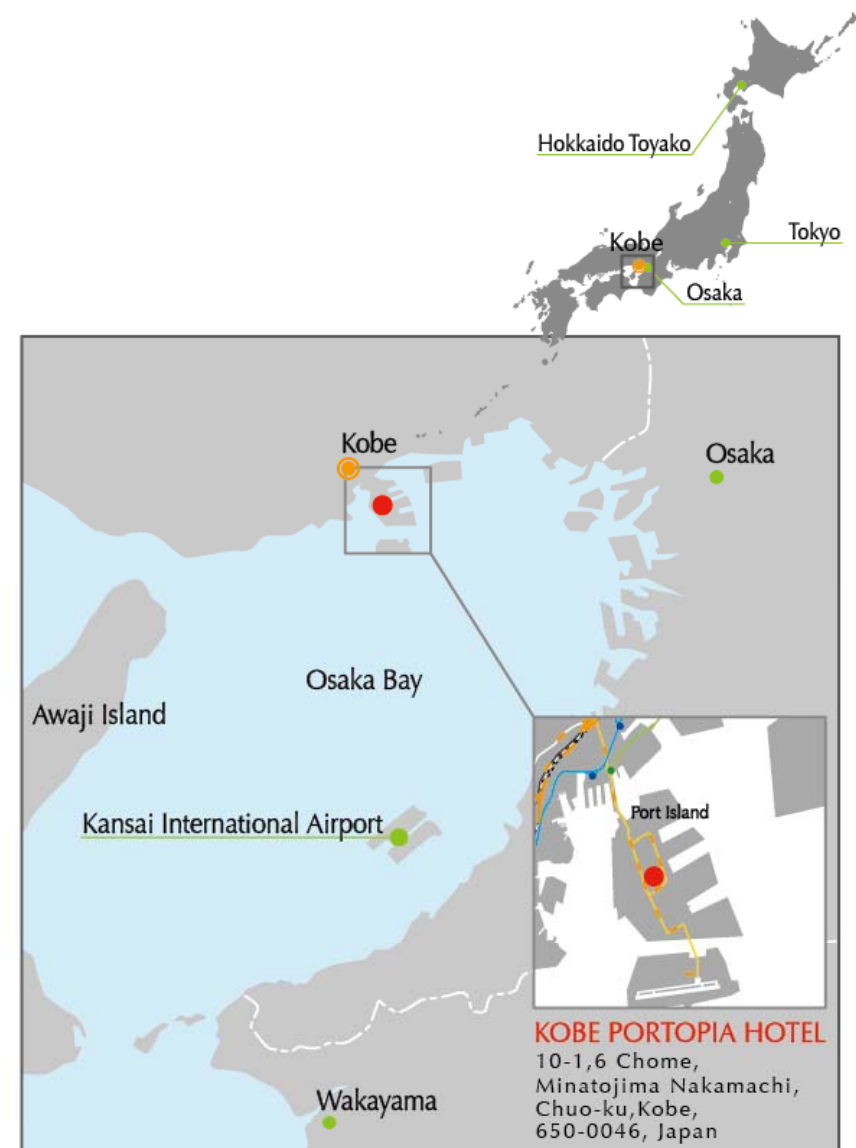 Hokkaido Toyako
Tokyo
Kobe
Osaka
Kobe
Osaka
Osaka Bay
Awaji Island
Kansai International Airport
Port Island
KOBE PORTOPIA HOTEL
10-1,6 Chome,
Minatojima Nakamachi,
Chuo-ku,Kobe,
650-0046, Japan
Wakayama